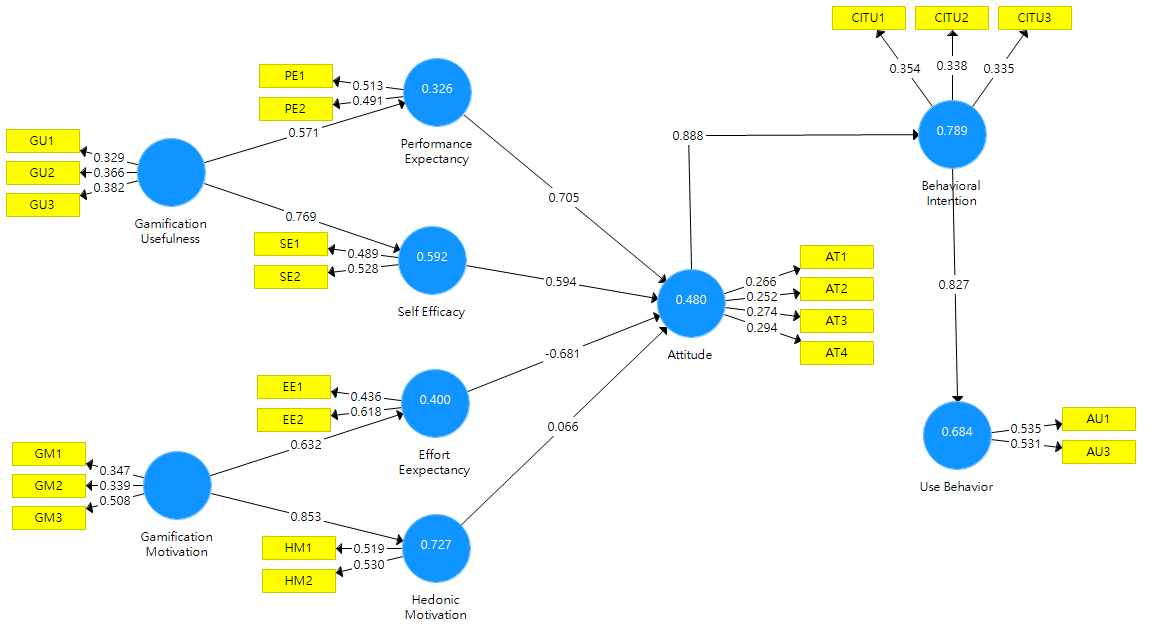 CITU1
CITU2
CITU3
0.354
0.338
0.335
PE1
PE2
0.513
0.491
0.326
Performance
Expectancy
0.571
0.888
0.789
Behavioral
Intention
GU1
GU2
GU3
0.329
0.366
0.382
Gamification
Usefulness
0.705
0.769
SE1
SE2
0.489
0.528
0.592
Self Efficacy
0.594
0.480
Attitude
0.266
0.252
0.274
0.294
AT1
AT2
AT3
AT4
0.827
-0.681
EE1
EE2
0.436
0.618
0.400
Effort
Eexpectancy
0.632
0.066
0.684
Use Behavior
0.535
0.531
AU1
AU3
GM1
GM2
GM3
0.347
0.339
0.508
Gamification
Motivation
0.853
HM1
HM2
0.519
0.530
0.727
Hedonic
Motivation